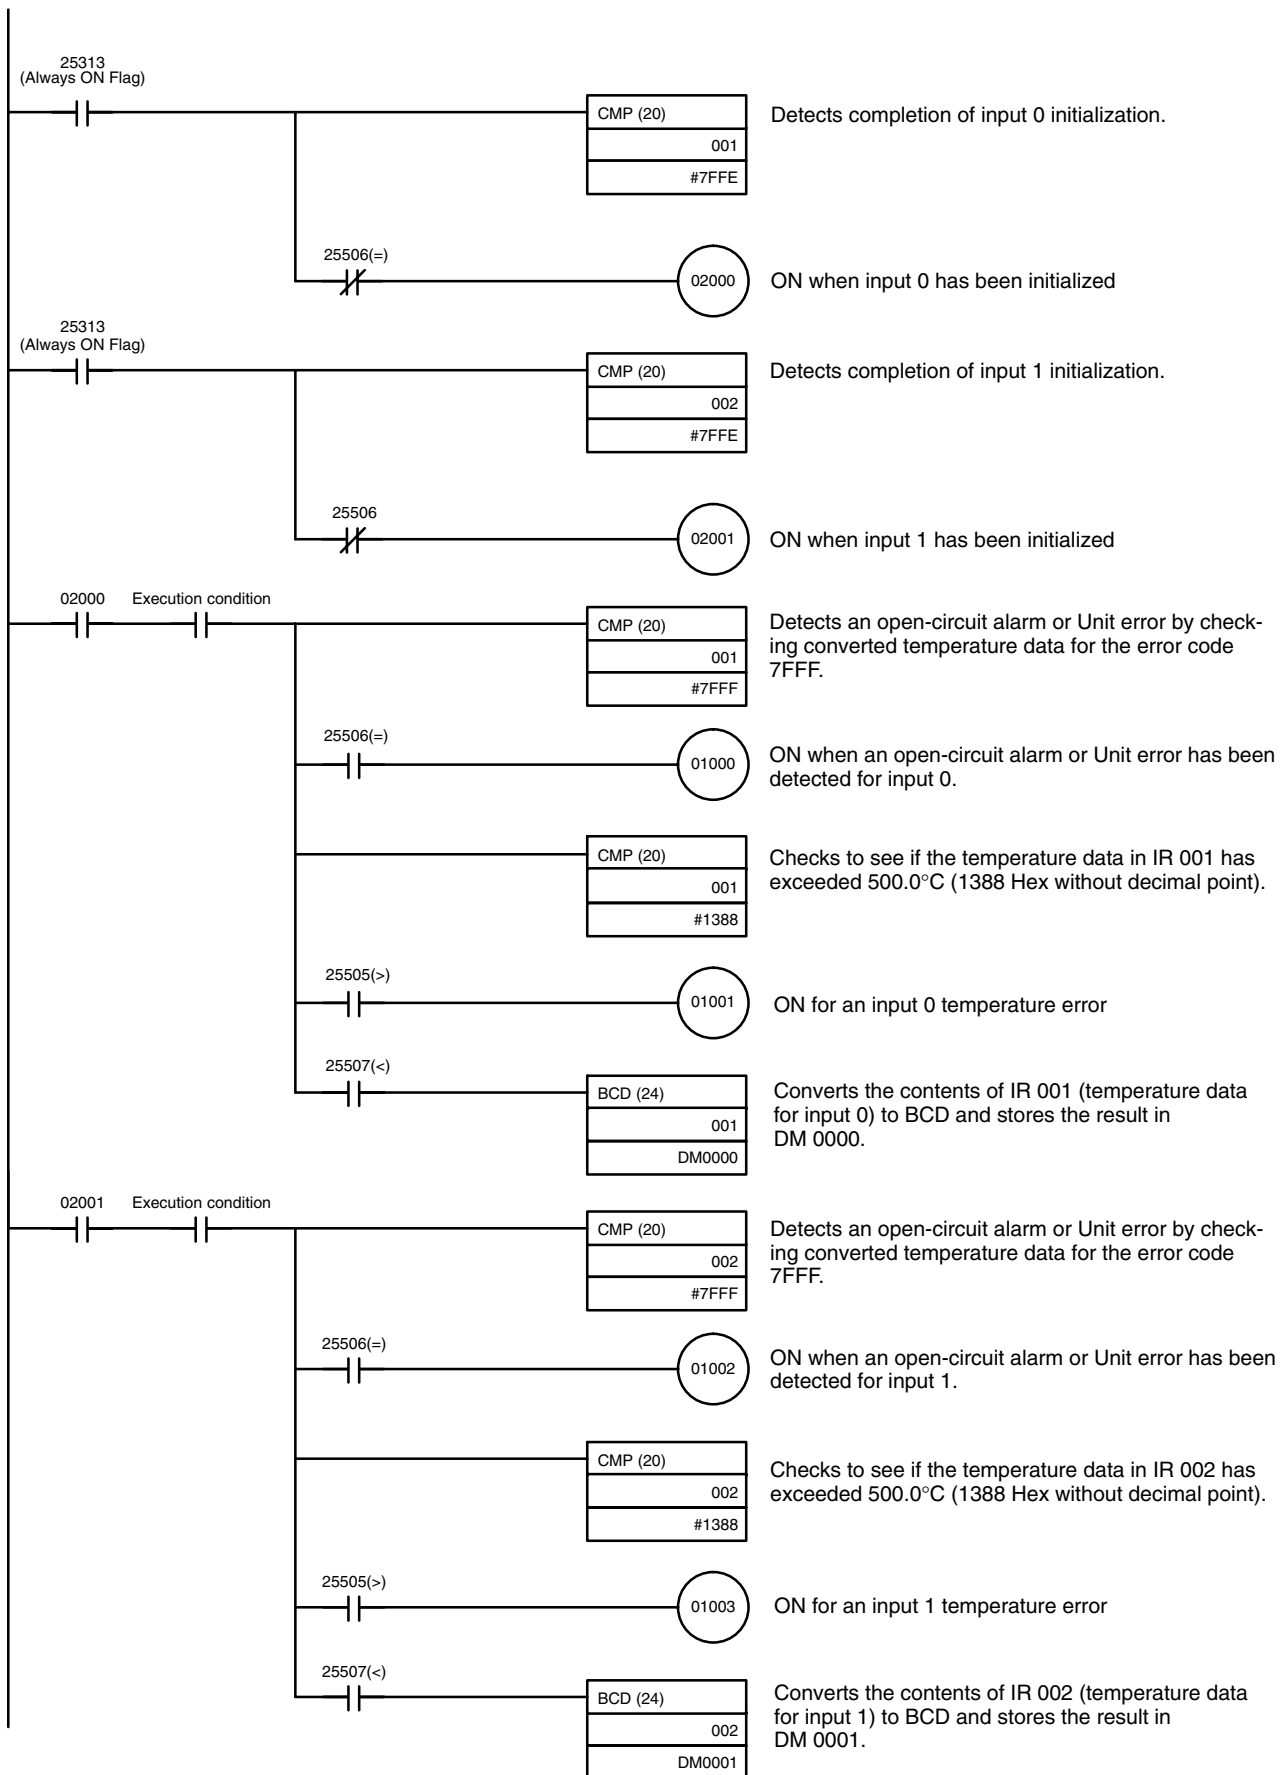 25313
(Always ON Flag)
CMP (20)
001
#7FFE
Detects completion of input 0 initialization.
25506(=)
02000
ON when input 0 has been initialized
25313
(Always ON Flag)
CMP (20)
002
#7FFE
Detects completion of input 1 initialization.
25506
02001
ON when input 1 has been initialized
02000
Execution condition
CMP (20)
001
#7FFF
Detects an open-circuit alarm or Unit error by check-
ing converted temperature data for the error code
7FFF.
25506(=)
01000
ON when an open-circuit alarm or Unit error has been
detected for input 0.
CMP (20)
001
#1388
Checks to see if the temperature data in IR 001 has
exceeded 500.0°C (1388 Hex without decimal point).
25505(>)
01001
ON for an input 0 temperature error
25507(<)
BCD (24)
001
DM0000
Converts the contents of IR 001 (temperature data
for input 0) to BCD and stores the result in
DM 0000.
02001
Execution condition
CMP (20)
002
#7FFF
Detects an open-circuit alarm or Unit error by check-
ing converted temperature data for the error code
7FFF.
25506(=)
01002
ON when an open-circuit alarm or Unit error has been
detected for input 1.
CMP (20)
002
#1388
Checks to see if the temperature data in IR 002 has
exceeded 500.0°C (1388 Hex without decimal point).
25505(>)
01003
ON for an input 1 temperature error
25507(<)
BCD (24)
002
DM0001
Converts the contents of IR 002 (temperature data
for input 1) to BCD and stores the result in
DM 0001.